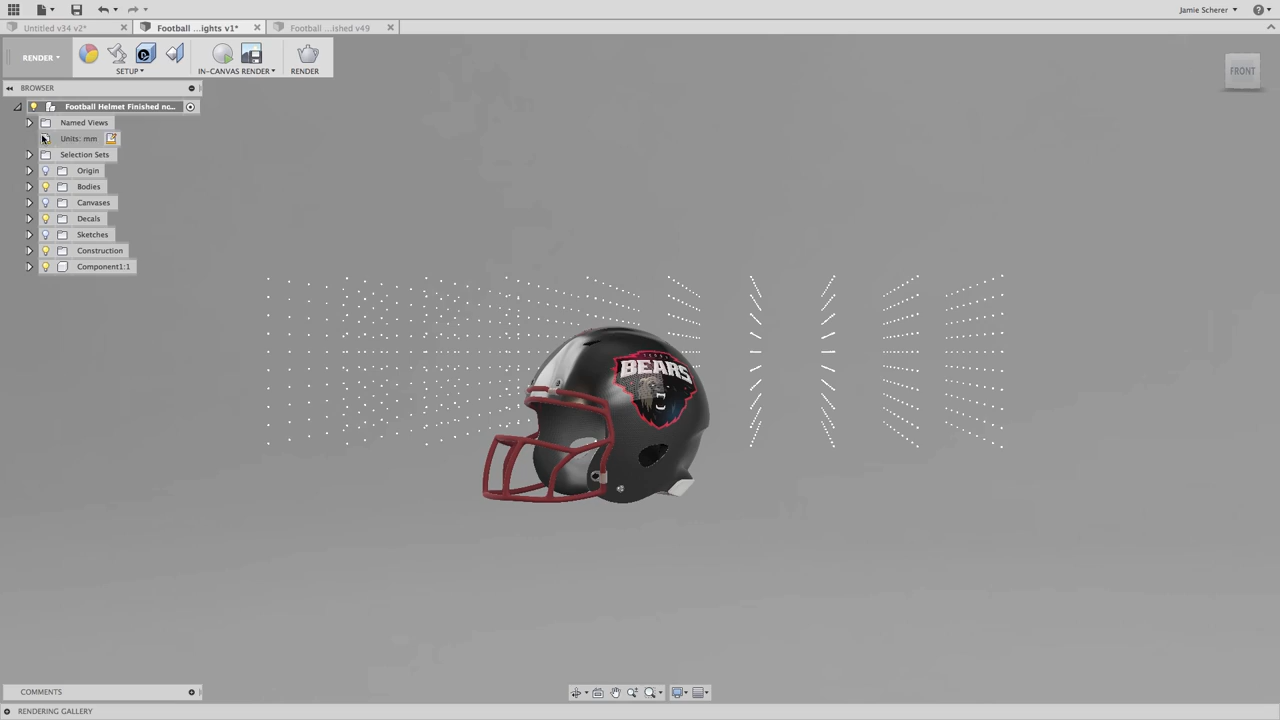 Jamie Scherer
Untitled v34 v2*
Football ...ights v1*
Football ...ished v49
RENDER
SETUP
IN-CANVAS RENDER
RENDER
FRONT
BROWSER
Football Helmet Finished nc...
Named Views
Units: mm
Selection Sets
Origin
Bodies
Canvases
Decals
Sketches
Construction
Component1:1
BEARS
COMMENTS
RENDERING GALLERY